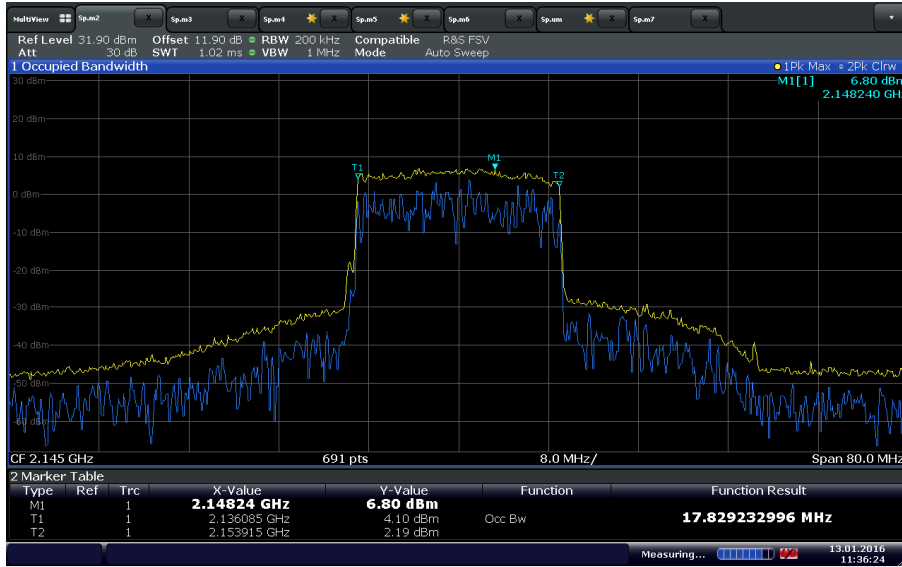 MultiView Sp.m2 X Sp.m3 X Sp.m4 X Sp.m5 X Sp.m6 X Sp.um X Sp.m7 X
Ref Level 31.90 dBm Offset 11.90 dB RBW 200 kHz Compatible R&S FSV
Att 30 dB SWT 1.02 ms VBW 1 MHz Mode Auto Sweep
1 Occupied Bandwidth 1Pk Max 2Pk Clrw
30 dBm M1[1] 6.80 dBm
2.148240 GHz
20 dBm
10 dBm
M1
T1
T2
0 dBm
-10 dBm
-20 dBm
-30 dBm
-40 dBm
-50 dBm
-60 dBm
CF 2.145 GHz 691 pts 8.0 MHz/ Span 80.0 MHz
2 Marker Table
Type Ref Trc X-Value Y-Value Function Function Result
M1 1 2.14824 GHz 6.80 dBm
T1 1 2.136085 GHz 4.10 dBm Occ Bw 17.829232996 MHz
T2 1 2.153915 GHz 2.19 dBm
Measuring... 13.01.2016
11:36:24